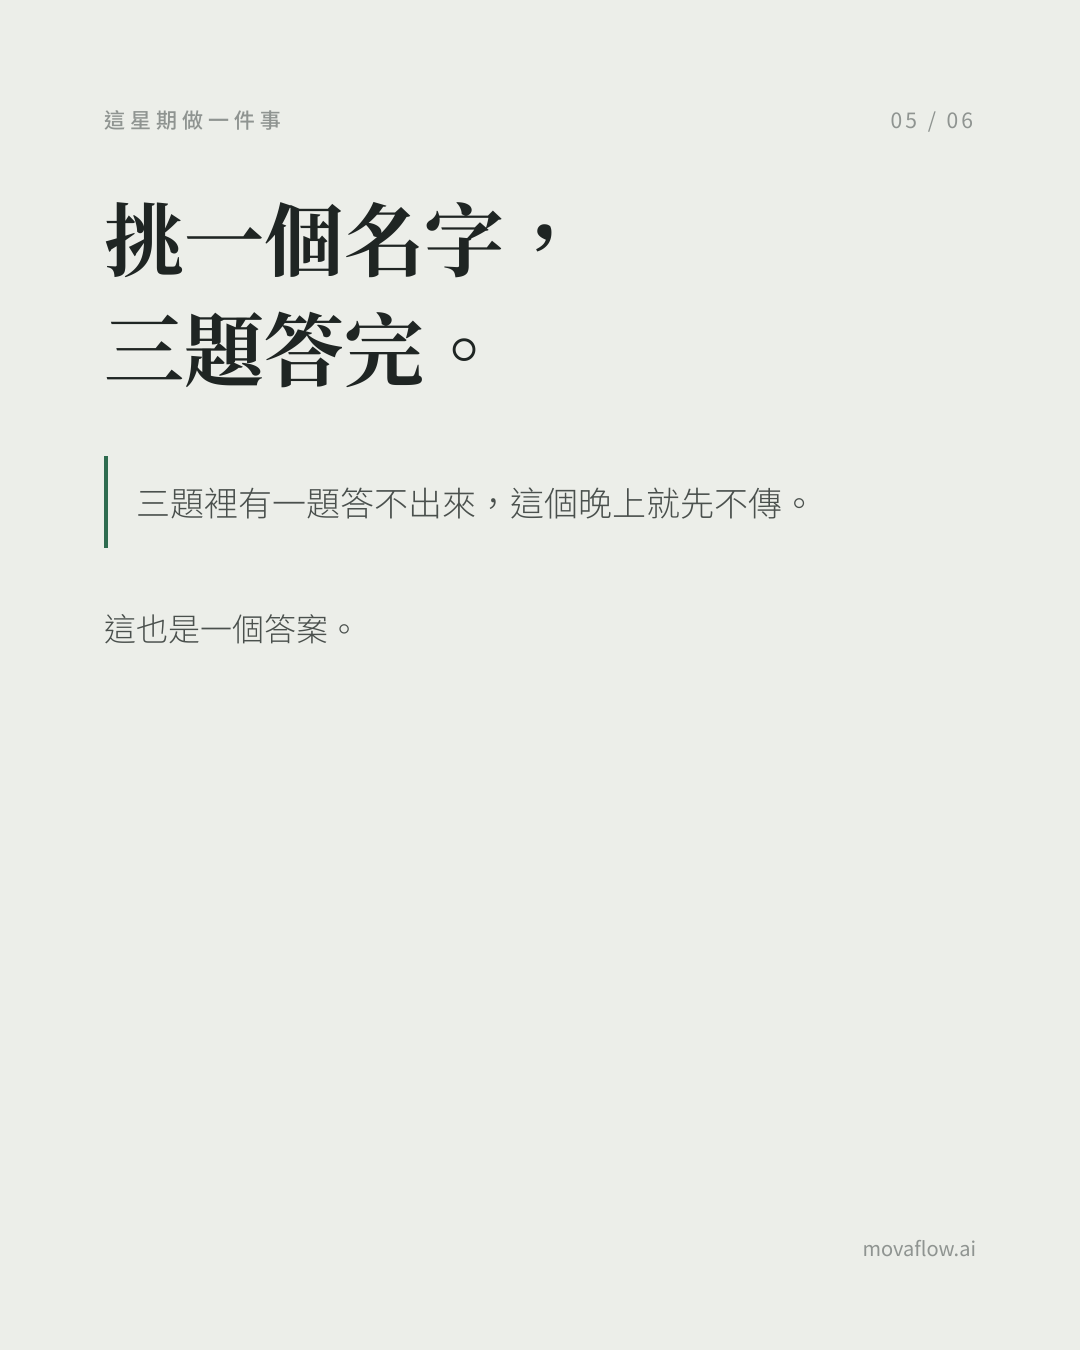 這星期做一件事
05 / 06
挑一個名字，
三題答完。
三題裡有一題答不出來，這個晚上就先不傳。
這也是一個答案。
movaflow.ai